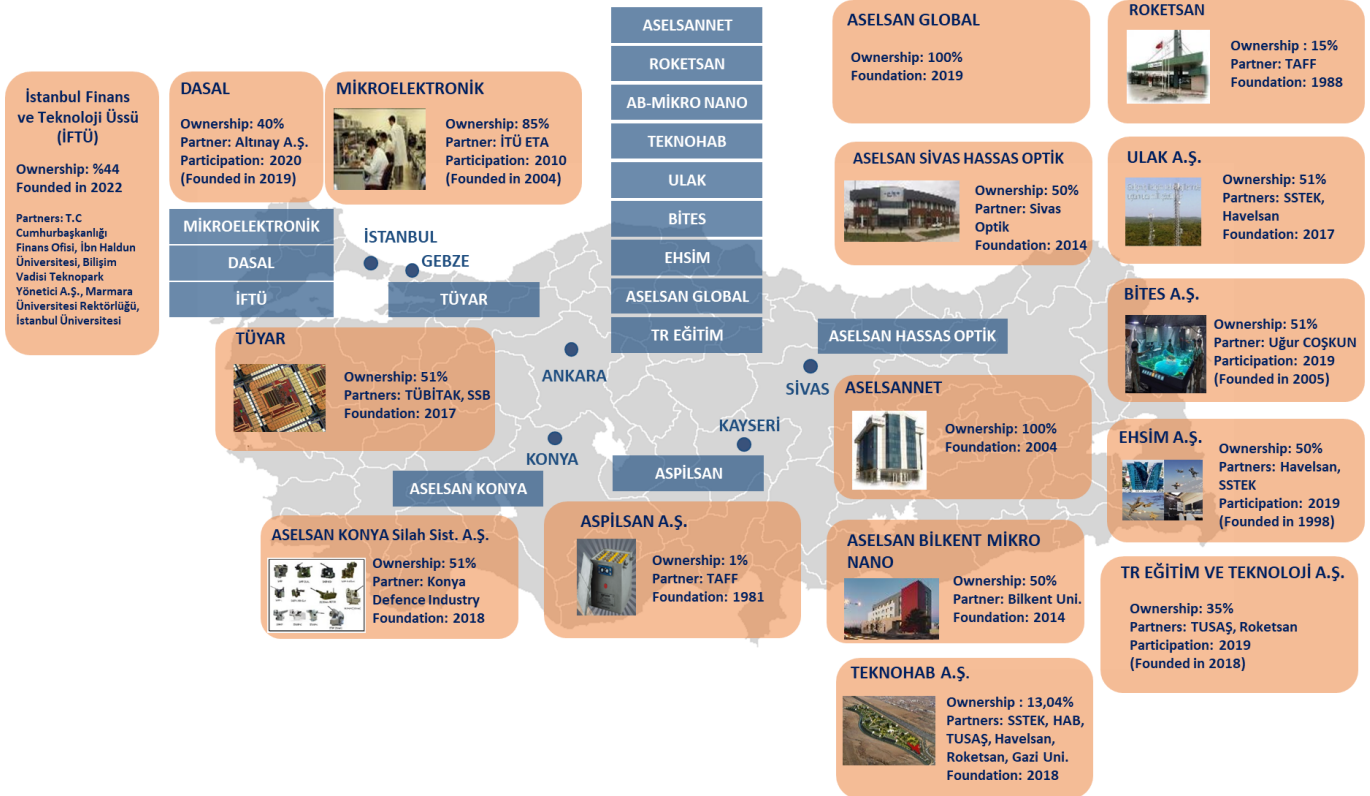 İstanbul Finans
ve Teknoloji Üssü
(İFTÜ)
Ownership: %44
Founded in 2022
Partners: T.C
Cumhurbaşkanlığı
Finans Ofisi, İbn Haldun
Üniversitesi, Bilişim
Vadisi Teknopark
Yönetici A.Ş., Marmara
Üniversitesi Rektörlüğü,
İstanbul Üniversitesi
DASAL
Ownership: 40%
Partner: Altınay A.Ş.
Participation: 2020
(Founded in 2019)
MİKROELEKTRONİK
Ownership: 85%
Partner: İTÜ ETA
Participation: 2010
(Founded in 2004)
MİKROELEKTRONİK
DASAL
İFTÜ
İSTANBUL
GEBZE
TÜYAR
TÜYAR
Ownership: 51%
Partners: TÜBİTAK, SSB
Foundation: 2017
ASELSANNET
ROKETSAN
AB-MİKRO NANO
TEKNOHAB
ULAK
BİTES
EHSİM
ASELSAN GLOBAL
TR EĞİTİM
ANKARA
KONYA
ASELSAN KONYA
ASELSAN KONYA Silah Sist. A.Ş.
Ownership: 51%
Partner: Konya
Defence Industry
Foundation: 2018
KAYSERİ
ASPİLSAN
ASPİLSAN A.Ş.
Ownership: 1%
Partner: TAFF
Foundation: 1981
ASELSAN HASSAS OPTİK
SİVAS
ASELSAN GLOBAL
Ownership: 100%
Foundation: 2019
ASELSAN SİVAS HASSAS OPTİK
Ownership: 50%
Partner: Sivas
Optik
Foundation: 2014
ASELSANNET
Ownership: 100%
Foundation: 2004
ASELSAN BİLKENT MİKRO
NANO
Ownership: 50%
Partner: Bilkent Uni.
Foundation: 2014
TEKNOHAB A.Ş.
Ownership : 13,04%
Partners: SSTEK, HAB,
TUSAŞ, Havelsan,
Roketsan, Gazi Uni.
Foundation: 2018
ROKETSAN
Ownership : 15%
Partner: TAFF
Foundation: 1988
ULAK A.Ş.
Ownership: 51%
Partners: SSTEK,
Havelsan
Foundation: 2017
BİTES A.Ş.
Ownership: 51%
Partner: Uğur COŞKUN
Participation: 2019
(Founded in 2005)
EHSİM A.Ş.
Ownership: 50%
Partners: Havelsan,
SSTEK
Participation: 2019
(Founded in 1998)
TR EĞİTİM VE TEKNOLOJİ A.Ş.
Ownership: 35%
Partners: TUSAŞ, Roketsan
Participation: 2019
(Founded in 2018)